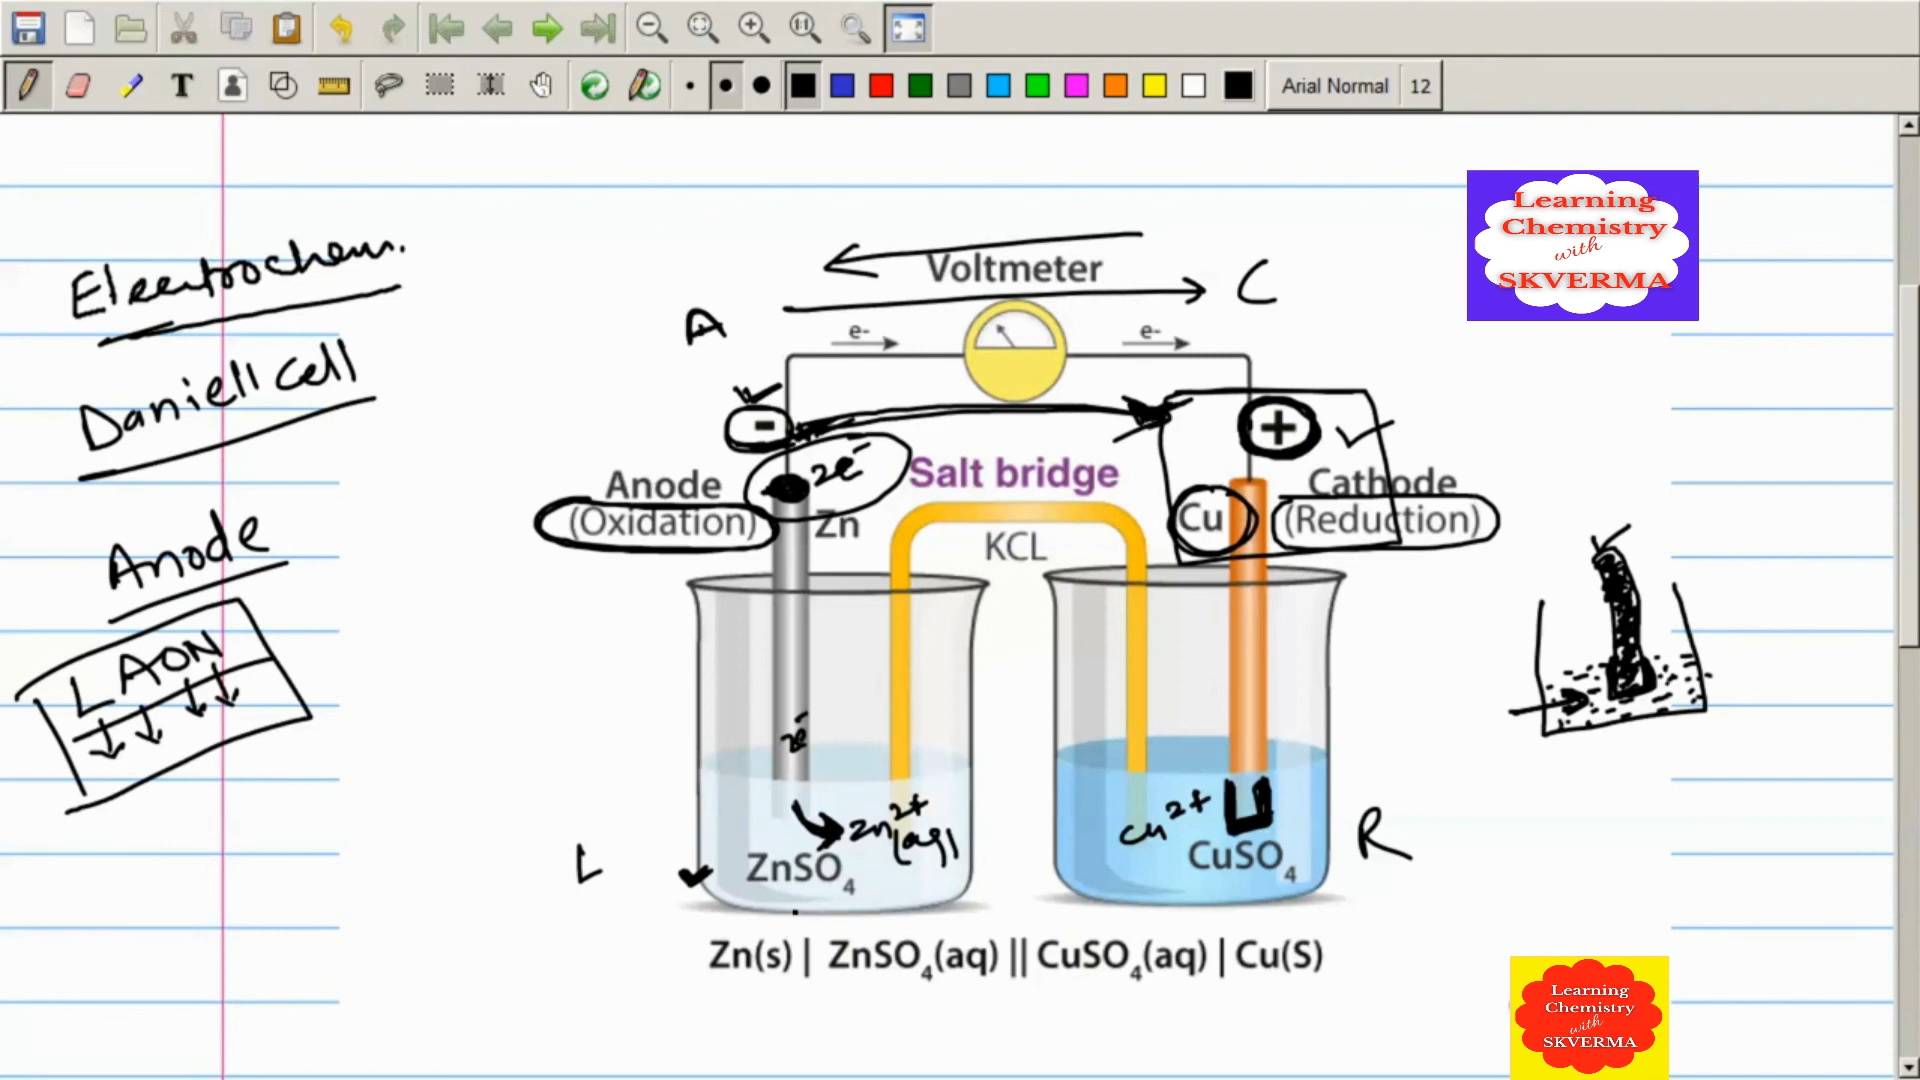 Arial Normal 12
Learning
Chemistry
with
SKVERMA
Electrochem.
Daniell Cell
Anode
LAON
Voltmeter
A
C
e- e-
- +
2e-
Salt bridge
Anode
(Oxidation)
Zn
KCL
Cu
Cathode
(Reduction)
2e-
Zn2+
(aq)
Cu2+
L
ZnSO4
CuSO4
R
Zn(s) | ZnSO4(aq) || CuSO4(aq) | Cu(S)
Learning
Chemistry
with
SKVERMA